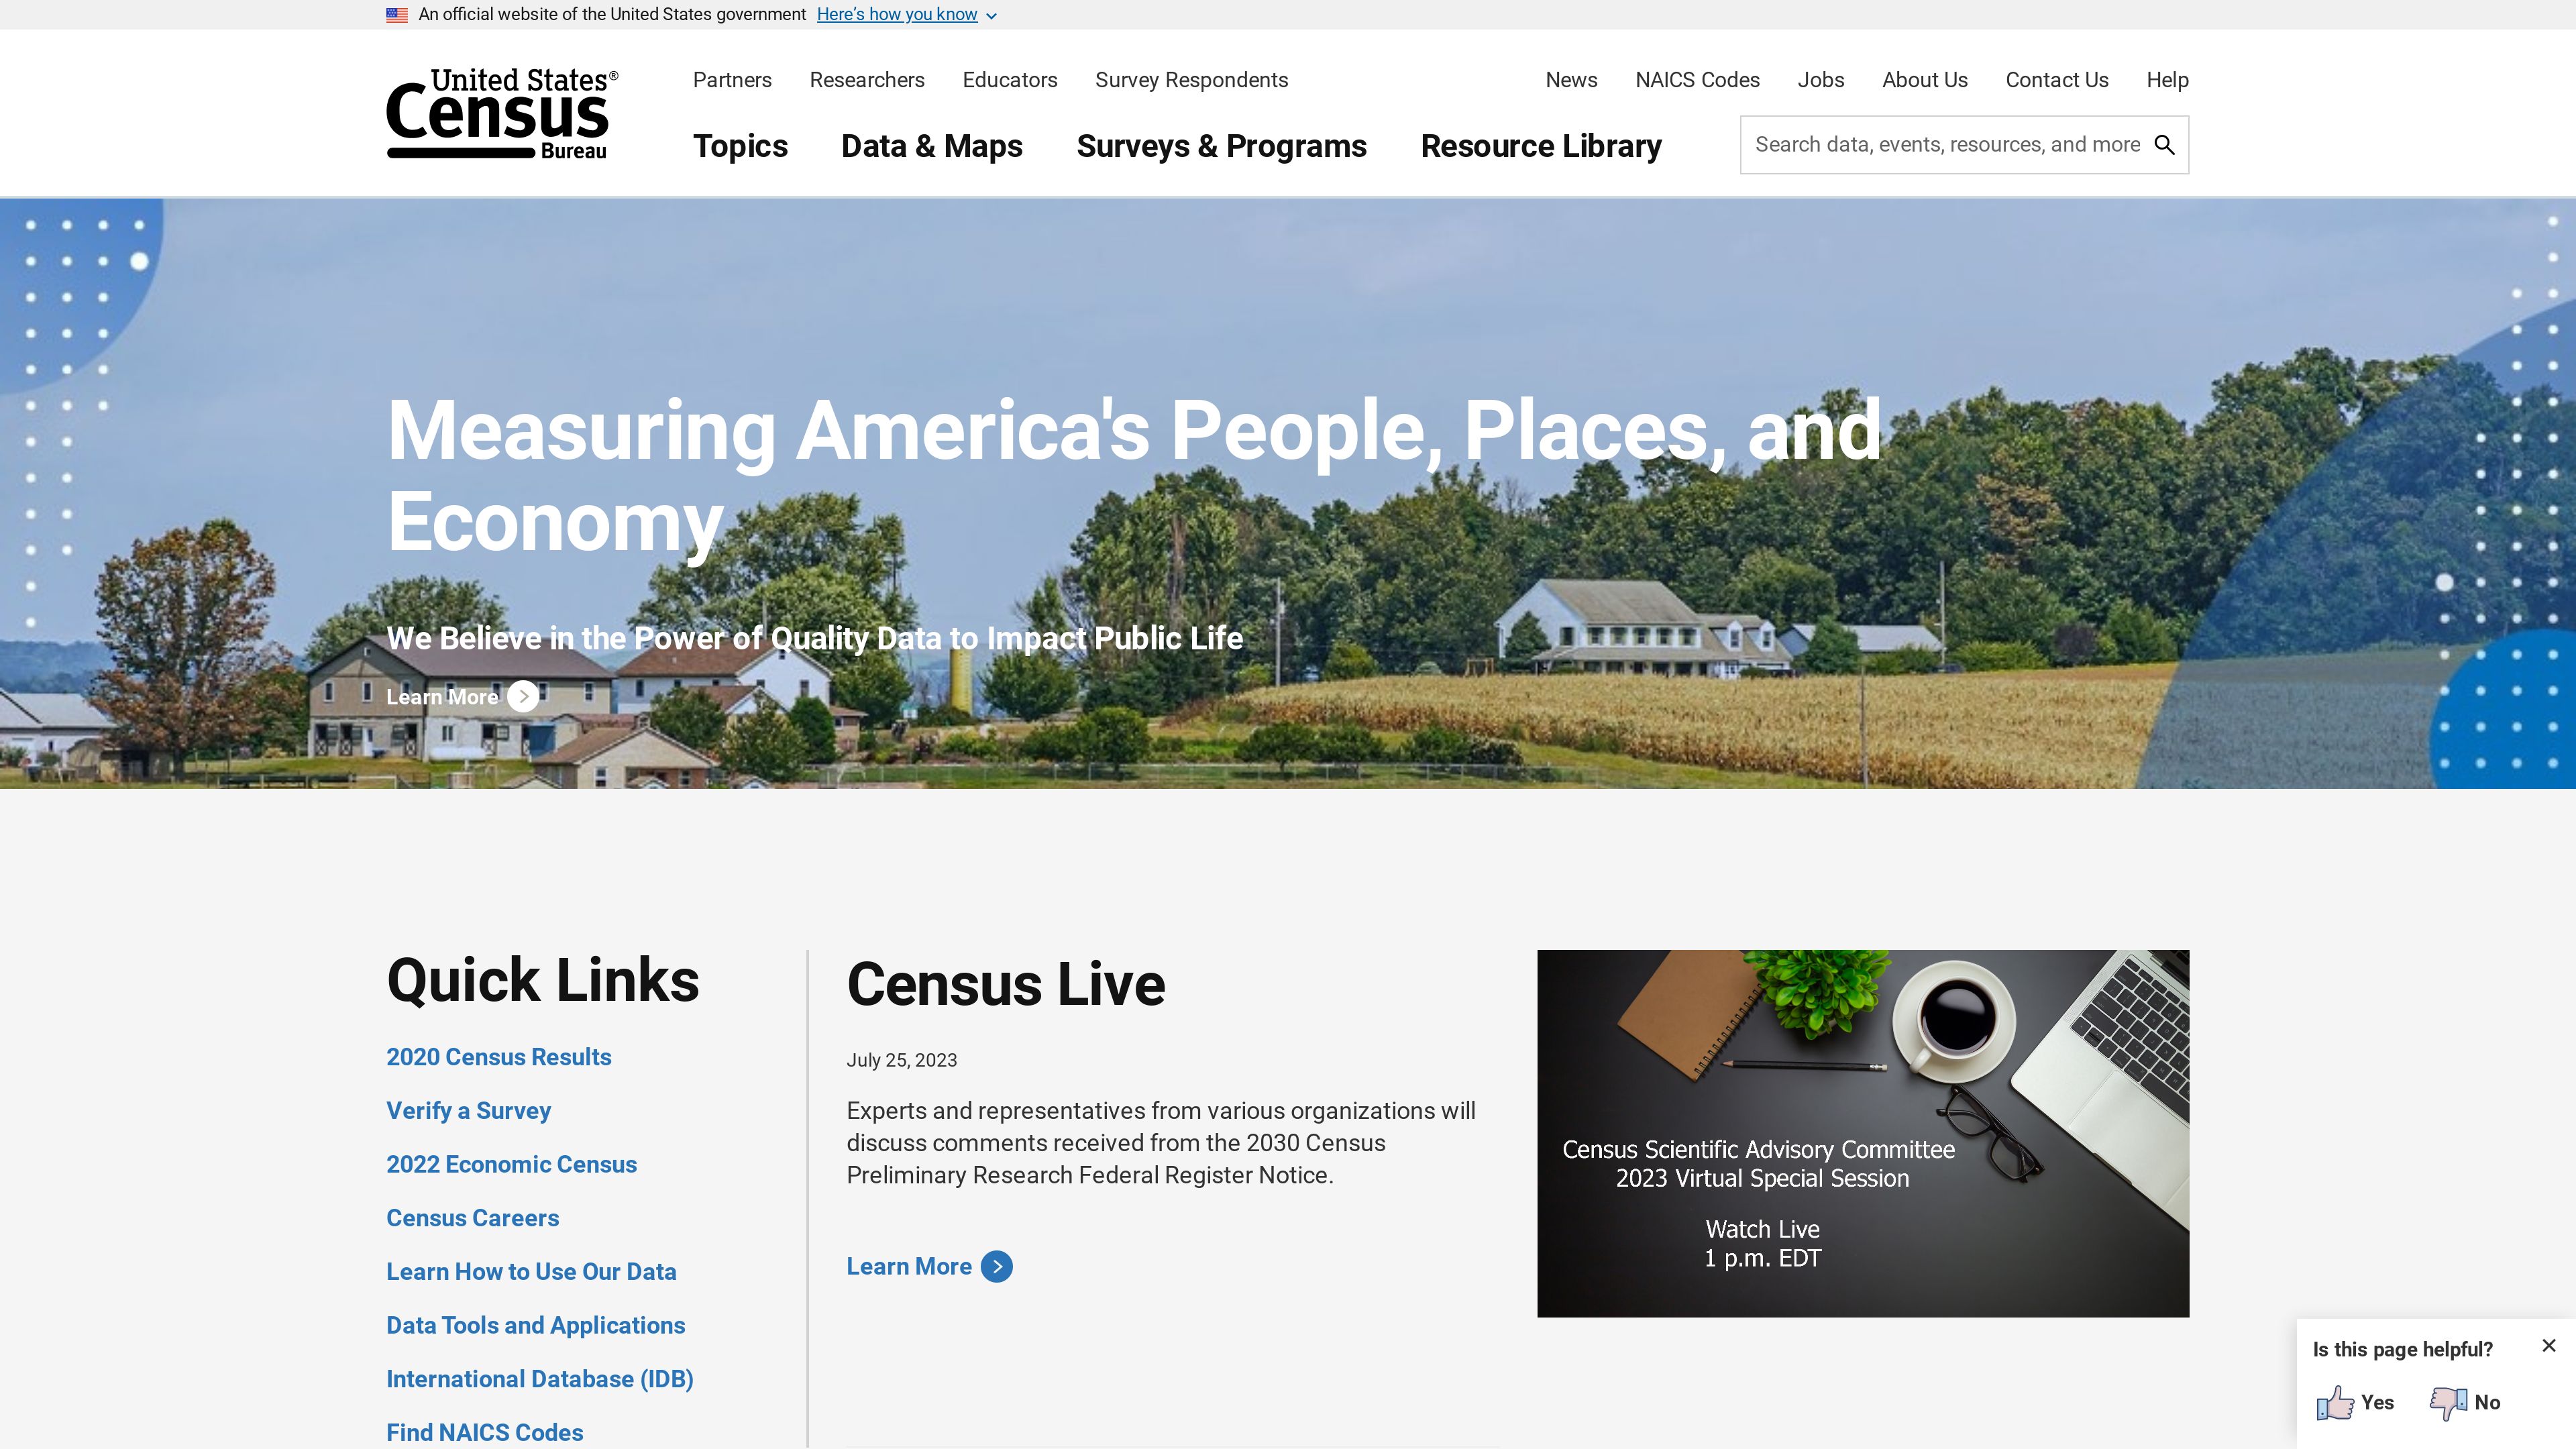 An official website of the United States government Here's how you know
United States®
Census
Bureau
Partners Researchers Educators Survey Respondents
News NAICS Codes Jobs About Us Contact Us Help
Topics Data & Maps Surveys & Programs Resource Library
Search data, events, resources, and more
Measuring America's People, Places, and
Economy
We Believe in the Power of Quality Data to Impact Public Life
Learn More
Quick Links
2020 Census Results
Verify a Survey
2022 Economic Census
Census Careers
Learn How to Use Our Data
Data Tools and Applications
International Database (IDB)
Find NAICS Codes
Census Live
July 25, 2023
Experts and representatives from various organizations will
discuss comments received from the 2030 Census
Preliminary Research Federal Register Notice.
Learn More
Census Scientific Advisory Committee
2023 Virtual Special Session
Watch Live
1 p.m. EDT
Is this page helpful?
Yes No